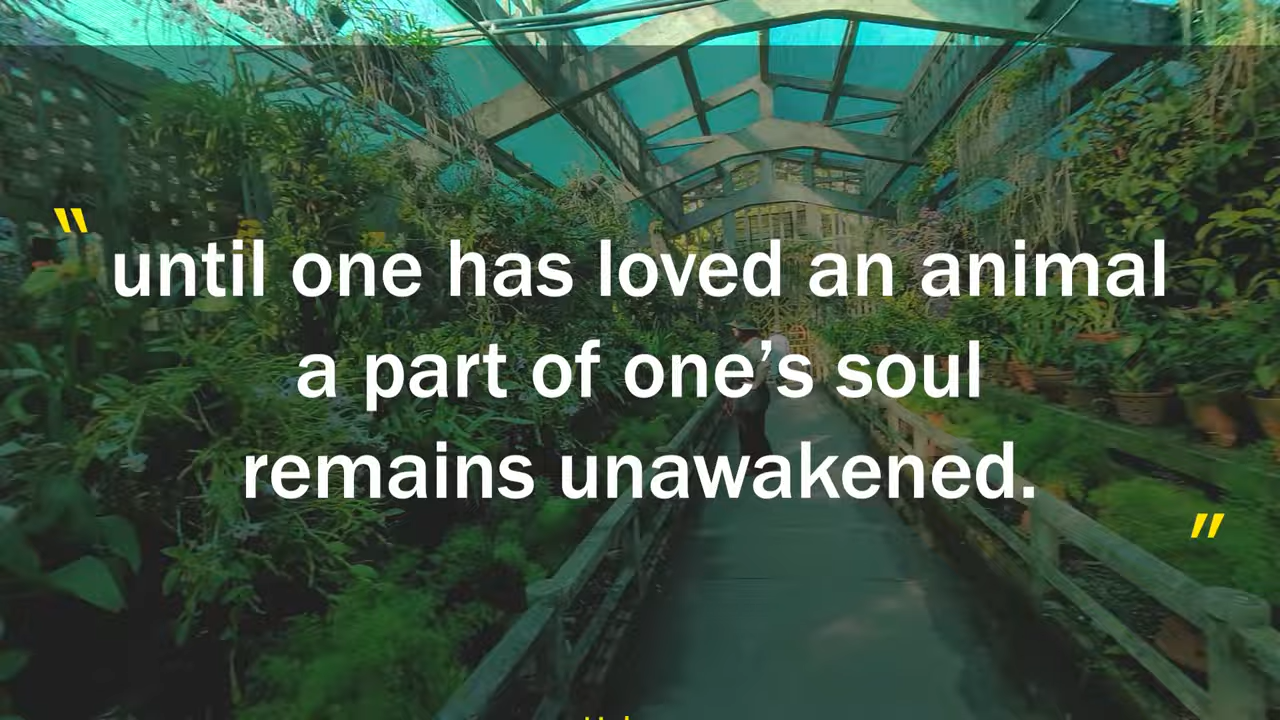 “ until one has loved an animal
a part of one’s soul
remains unawakened.
”